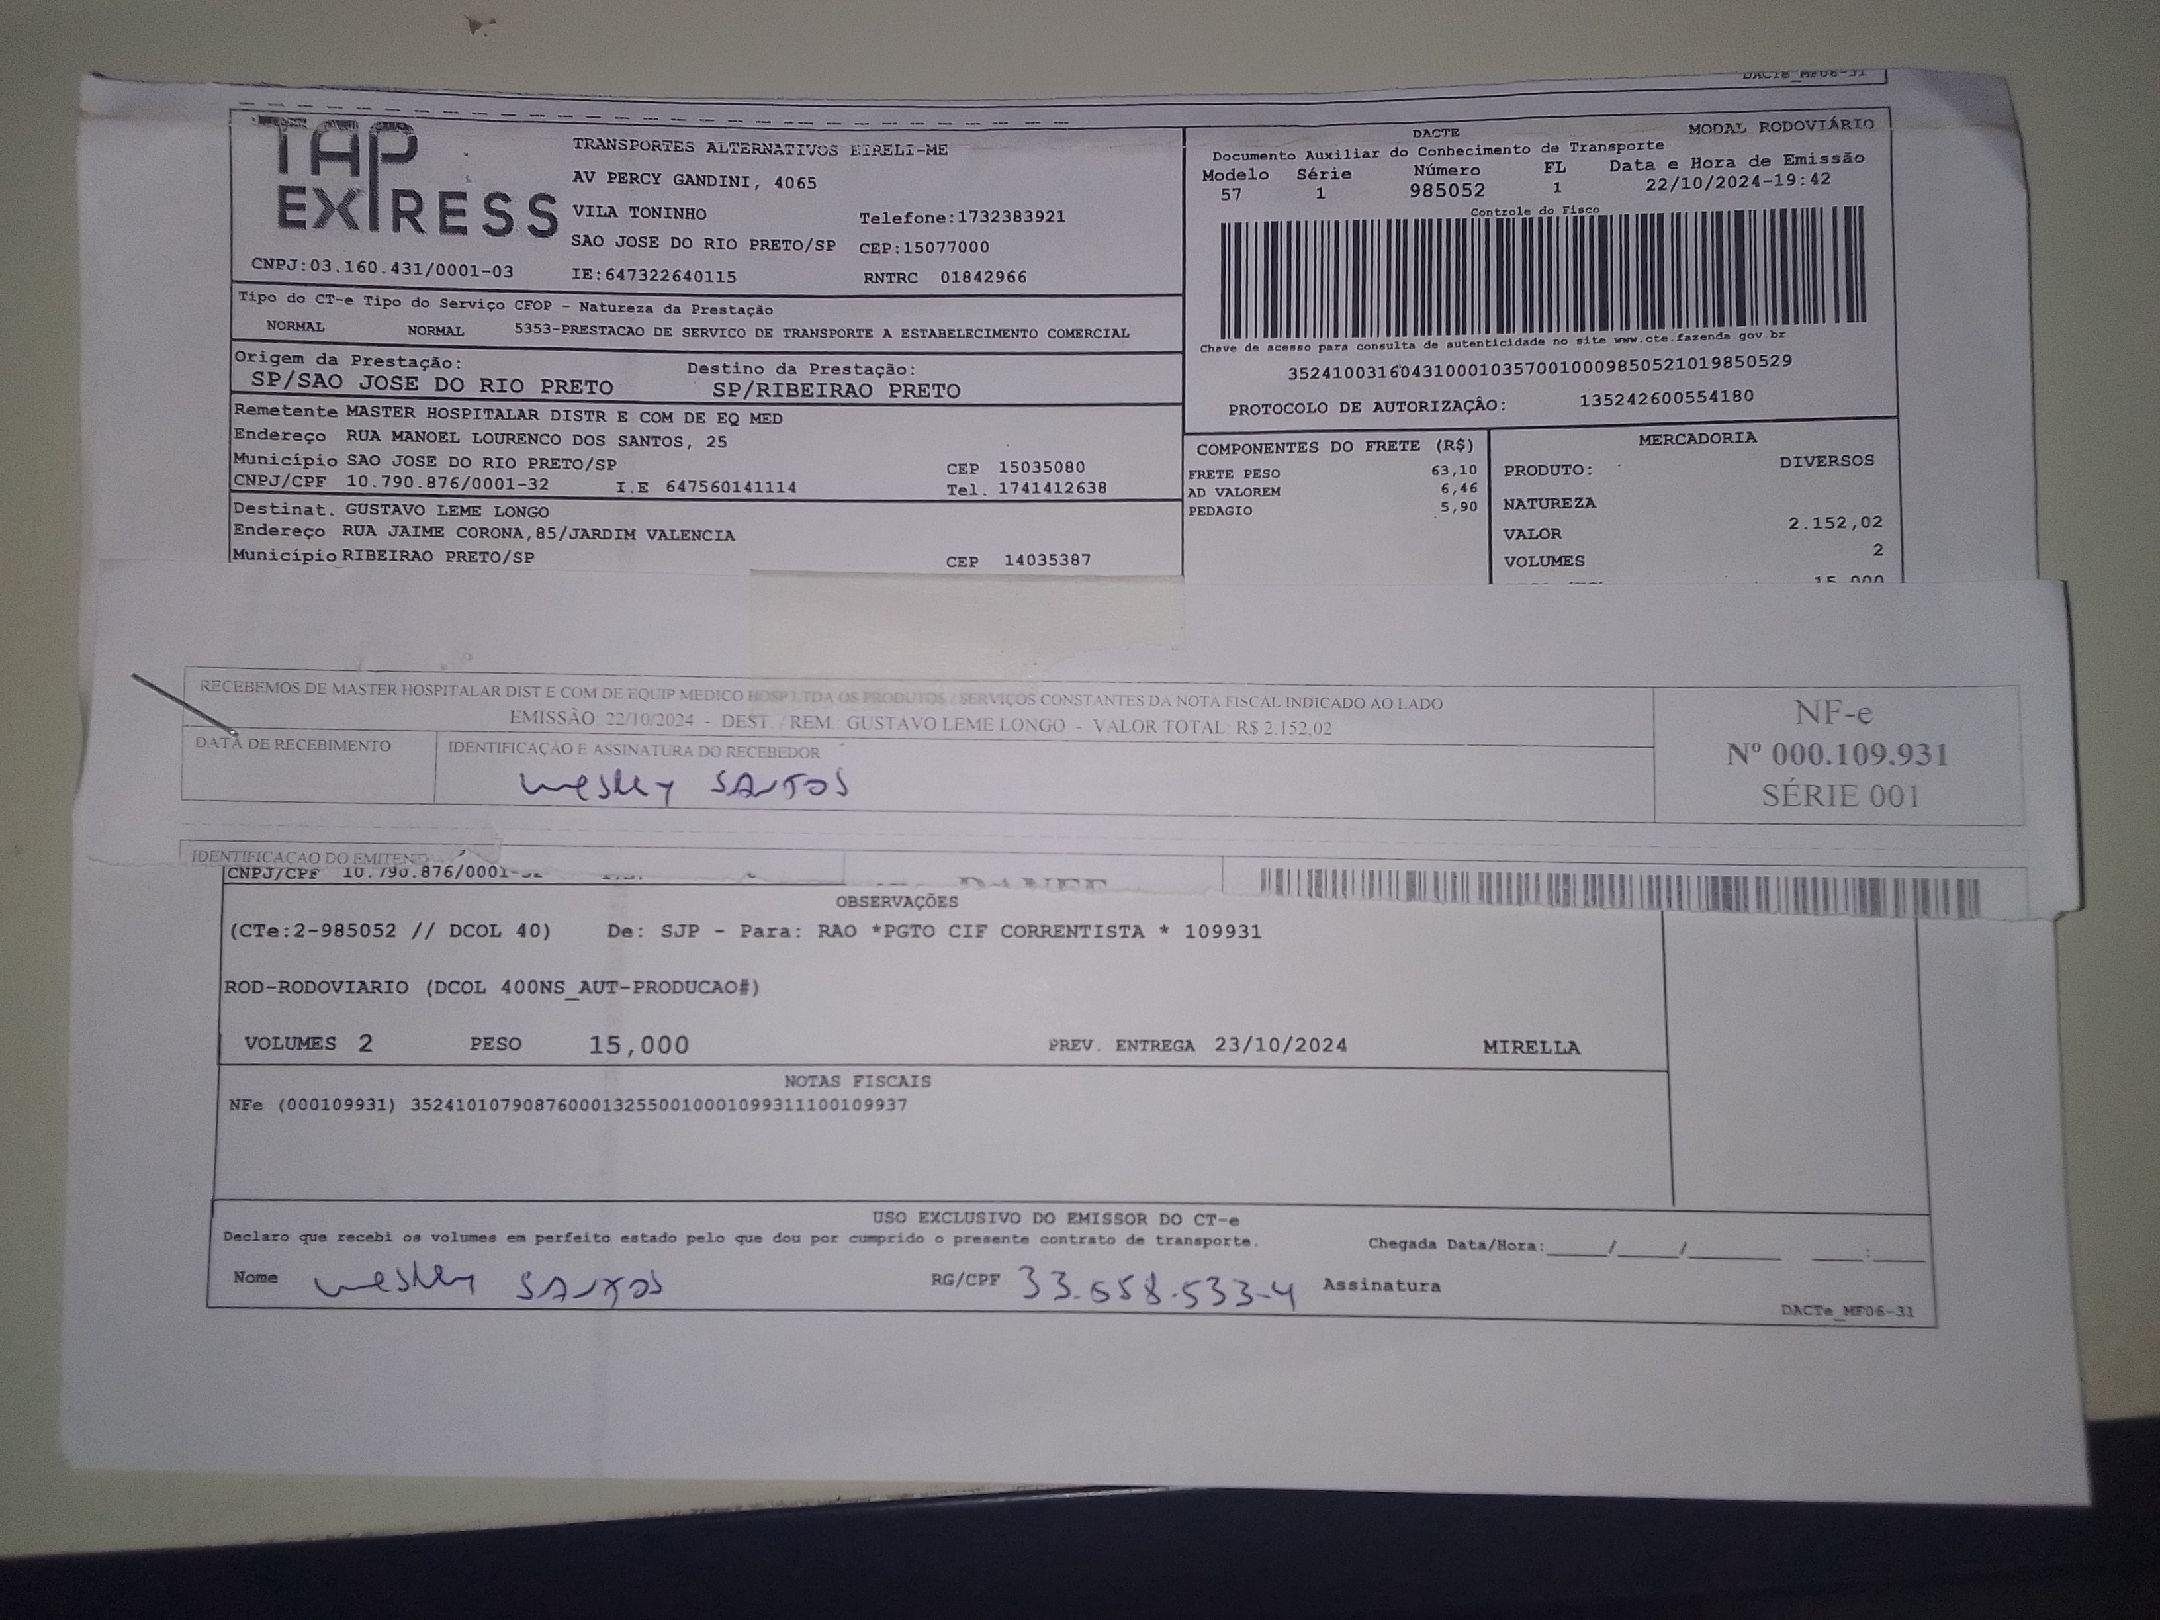 DACTe_MF06-31
TAP EXPRESS
TRANSPORTES ALTERNATIVOS EIRELI-ME
AV PERCY GANDINI, 4065
VILA TONINHO Telefone:1732383921
SAO JOSE DO RIO PRETO/SP CEP:15077000
CNPJ:03.160.431/0001-03 IE:647322640115 RNTRC 01842966
DACTE MODAL RODOVIÁRIO
Documento Auxiliar do Conhecimento de Transporte
Modelo Série Número FL Data e Hora de Emissão
57 1 985052 1 22/10/2024-19:42
Controle do Fisco
Chave de acesso para consulta de autenticidade no site www.cte.fazenda.gov.br
35241003160431000103570010009850521019850529
PROTOCOLO DE AUTORIZAÇÃO: 135242600554180
Tipo do CT-e Tipo do Serviço CFOP - Natureza da Prestação
NORMAL NORMAL 5353-PRESTACAO DE SERVICO DE TRANSPORTE A ESTABELECIMENTO COMERCIAL
Origem da Prestação: Destino da Prestação:
SP/SAO JOSE DO RIO PRETO SP/RIBEIRAO PRETO
Remetente MASTER HOSPITALAR DISTR E COM DE EQ MED
Endereço RUA MANOEL LOURENCO DOS SANTOS, 25
Município SAO JOSE DO RIO PRETO/SP CEP 15035080
CNPJ/CPF 10.790.876/0001-32 I.E 647560141114 Tel. 1741412638
Destinat. GUSTAVO LEME LONGO
Endereço RUA JAIME CORONA,85/JARDIM VALENCIA
Município RIBEIRAO PRETO/SP CEP 14035387
COMPONENTES DO FRETE (R$)
FRETE PESO 63,10
AD VALOREM 6,46
PEDAGIO 5,90
MERCADORIA
PRODUTO: DIVERSOS
NATUREZA
VALOR 2.152,02
VOLUMES 2
15,000
RECEBEMOS DE MASTER HOSPITALAR DIST E COM DE EQUIP MEDICO HOSP LTDA OS PRODUTOS / SERVIÇOS CONSTANTES DA NOTA FISCAL INDICADO AO LADO
EMISSÃO: 22/10/2024 - DEST. / REM.: GUSTAVO LEME LONGO - VALOR TOTAL: R$ 2.152,02
DATA DE RECEBIMENTO IDENTIFICAÇÃO E ASSINATURA DO RECEBEDOR
Wesley SANTOS
NF-e
Nº 000.109.931
SÉRIE 001
IDENTIFICAÇÃO DO EMITENTE
CNPJ/CPF 10.790.876/0001-32
DANFE
OBSERVAÇÕES
(CTe:2-985052 // DCOL 40) De: SJP - Para: RAO *PGTO CIF CORRENTISTA * 109931
ROD-RODOVIARIO (DCOL 400NS_AUT-PRODUCAO#)
VOLUMES 2 PESO 15,000 PREV. ENTREGA 23/10/2024 MIRELLA
NOTAS FISCAIS
NFe (000109931) 35241010790876000132550010001099311100109937
USO EXCLUSIVO DO EMISSOR DO CT-e
Declaro que recebi os volumes em perfeito estado pelo que dou por cumprido o presente contrato de transporte. Chegada Data/Hora:____/____/______ ___:___
Nome Wesley SANTOS RG/CPF 33.658.533-4 Assinatura
DACTe_MF06-31